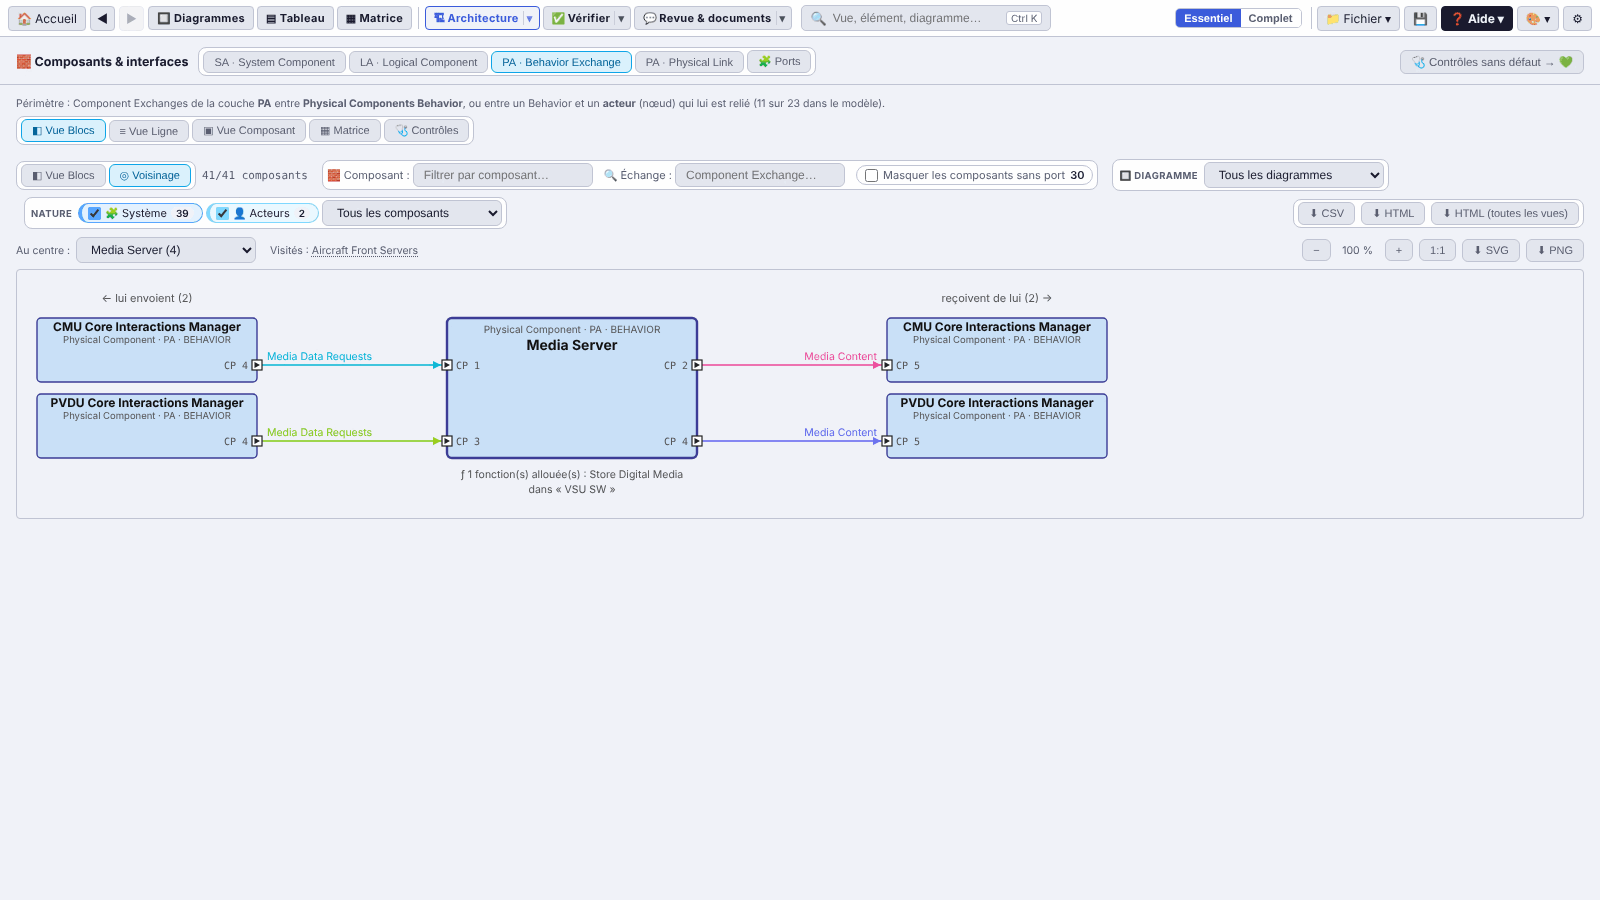 🏠 Accueil ◀ ▶ 🔲 Diagrammes ▤ Tableau ▦ Matrice 🏗 Architecture ▾ ✅ Vérifier ▾ 💬 Revue & documents ▾ 🔍 Vue, élément, diagramme… Ctrl K Essentiel Complet 📁 Fichier ▾ 💾 ❓ Aide ▾ 🎨 ▾ ⚙
🧱 Composants & interfaces SA · System Component LA · Logical Component PA · Behavior Exchange PA · Physical Link 🧩 Ports 🩺 Contrôles sans défaut → 💚
Périmètre : Component Exchanges de la couche PA entre Physical Components Behavior, ou entre un Behavior et un acteur (nœud) qui lui est relié (11 sur 23 dans le modèle).
◧ Vue Blocs ≡ Vue Ligne ▣ Vue Composant ▦ Matrice 🩺 Contrôles
◧ Vue Blocs ◎ Voisinage 41/41 composants 🧱 Composant : Filtrer par composant… 🔍 Échange : Component Exchange… Masquer les composants sans port 30 🔲 DIAGRAMME Tous les diagrammes
NATURE 🧩 Système 39 👤 Acteurs 2 Tous les composants ⬇ CSV ⬇ HTML ⬇ HTML (toutes les vues)
Au centre : Media Server (4) Visités : Aircraft Front Servers − 100 % + 1:1 ⬇ SVG ⬇ PNG
← lui envoient (2) reçoivent de lui (2) →
CMU Core Interactions Manager
Physical Component · PA · BEHAVIOR
CP 4
Media Data Requests
PVDU Core Interactions Manager
Physical Component · PA · BEHAVIOR
CP 4
Media Data Requests
Physical Component · PA · BEHAVIOR
Media Server
CP 1 CP 2
CP 3 CP 4
ƒ 1 fonction(s) allouée(s) : Store Digital Media
dans « VSU SW »
Media Content
CMU Core Interactions Manager
Physical Component · PA · BEHAVIOR
CP 5
Media Content
PVDU Core Interactions Manager
Physical Component · PA · BEHAVIOR
CP 5